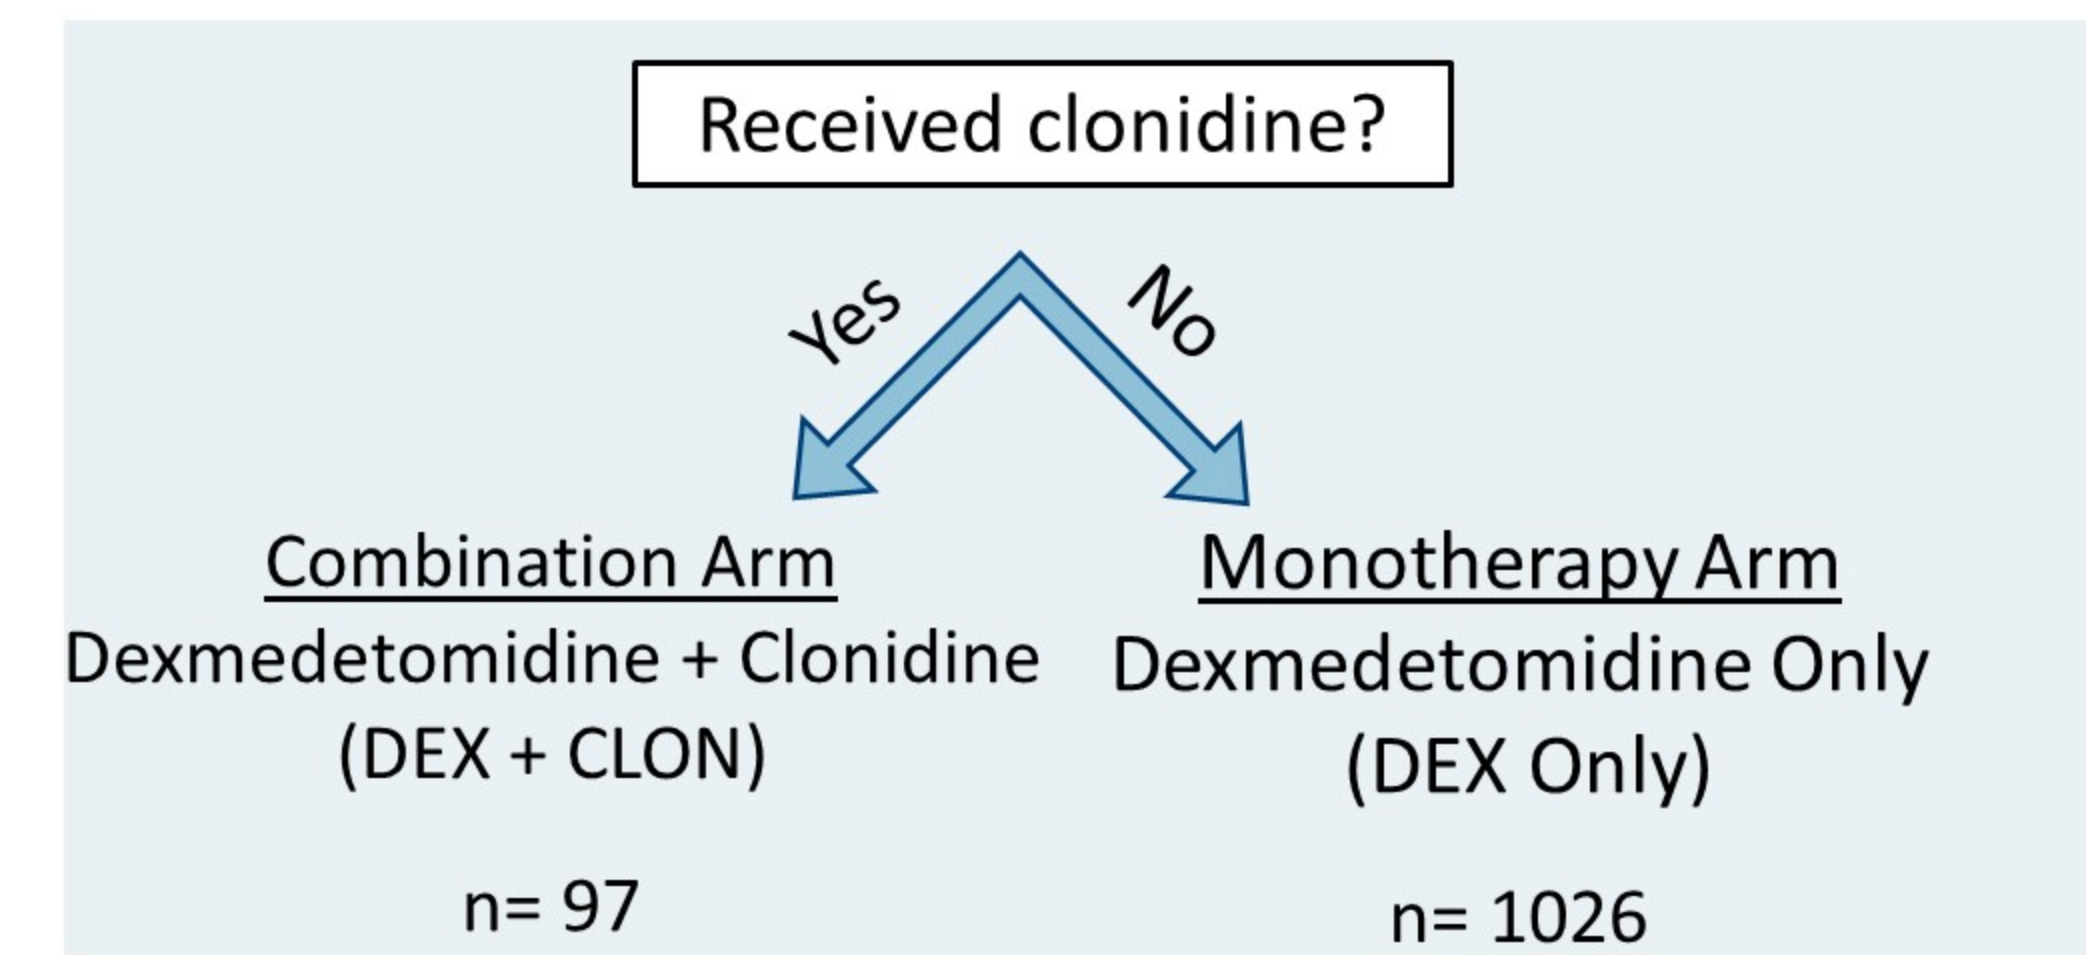 Received clonidine?
Yes
No
Combination Arm
Dexmedetomidine + Clonidine
(DEX + CLON)
n= 97
Monotherapy Arm
Dexmedetomidine Only
(DEX Only)
n= 1026